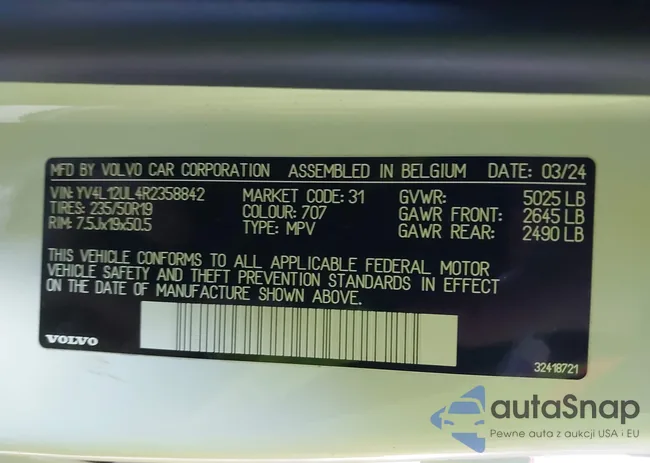 MFD BY VOLVO CAR CORPORATION ASSEMBLED IN BELGIUM DATE: 03/24
VIN: YV4L12UL4R2358842 MARKET CODE: 31 GVWR: 5025 LB
TIRES: 235/50R19 COLOUR: 707 GAWR FRONT: 2645 LB
RIM: 7.5Jx19x50.5 TYPE: MPV GAWR REAR: 2490 LB
THIS VEHICLE CONFORMS TO ALL APPLICABLE FEDERAL MOTOR
VEHICLE SAFETY AND THEFT PREVENTION STANDARDS IN EFFECT
ON THE DATE OF MANUFACTURE SHOWN ABOVE.
VOLVO
32418721
autaSnap
Pewne auta z aukcji USA i EU